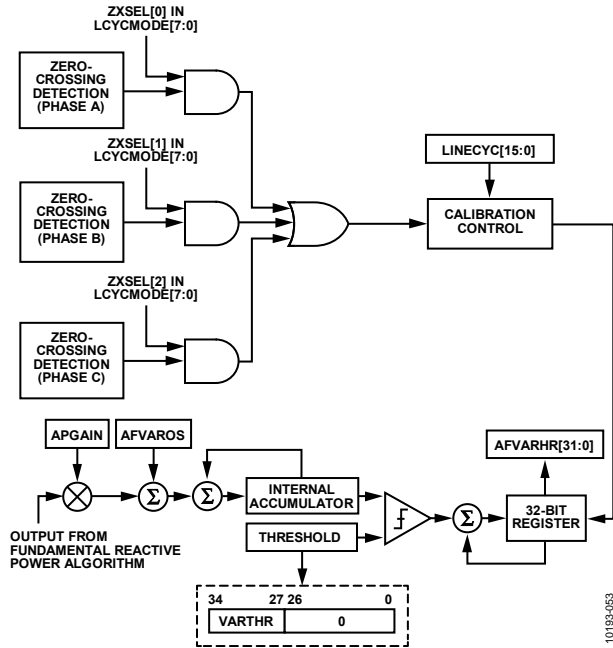 ZXSEL[0] IN
LCYCMODE[7:0]
ZERO-
CROSSING
DETECTION
(PHASE A)
ZXSEL[1] IN
LCYCMODE[7:0]
ZERO-
CROSSING
DETECTION
(PHASE B)
LINECYC[15:0]
CALIBRATION
CONTROL
ZXSEL[2] IN
LCYCMODE[7:0]
ZERO-
CROSSING
DETECTION
(PHASE C)
APGAIN
AFVAROS
AFVARHR[31:0]
Σ
Σ
INTERNAL
ACCUMULATOR
Σ
32-BIT
REGISTER
OUTPUT FROM
FUNDAMENTAL REACTIVE
POWER ALGORITHM
THRESHOLD
34 27 26 0
VARTHR 0
10193-053